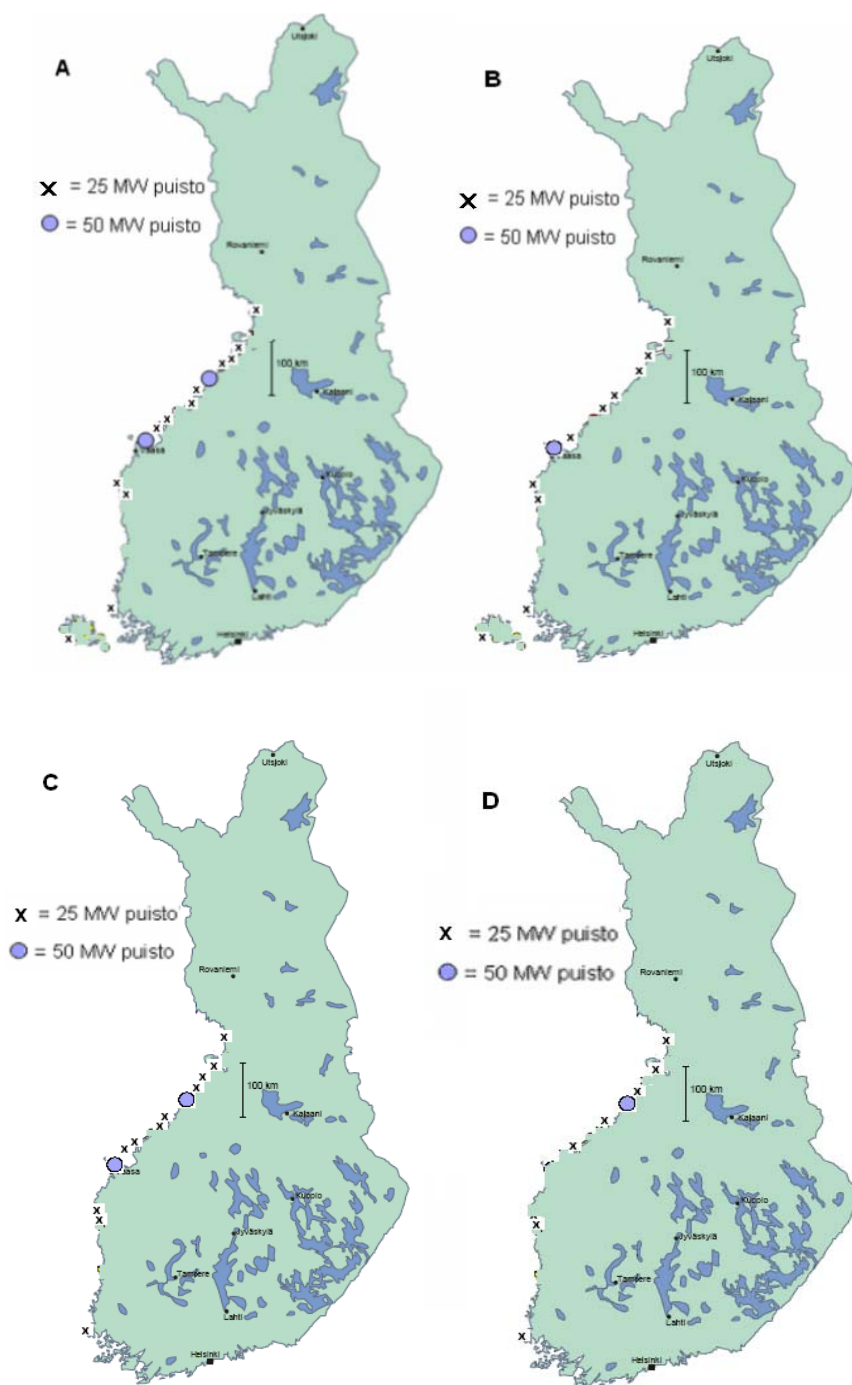 A
Utsjoki
x = 25 MW puisto
= 50 MW puisto
Rovaniemi
100 km
Kajaani
Vaasa
Kuopio
Jyväskylä
Tampere
Lahti
Helsinki
B
Utsjoki
x = 25 MW puisto
= 50 MW puisto
Rovaniemi
100 km
Kajaani
aasa
Kuopio
Jyväskylä
Tampere
Lahti
Helsinki
C
Utsjoki
x = 25 MW puisto
= 50 MW puisto
Rovaniemi
100 km
Kajaani
aasa
Kuopio
Jyväskylä
Tampere
Lahti
Helsinki
D
Utsjoki
x = 25 MW puisto
= 50 MW puisto
Rovaniemi
100 km
Kajaani
Kuopio
Jyväskylä
Tampere
Lahti
Helsinki